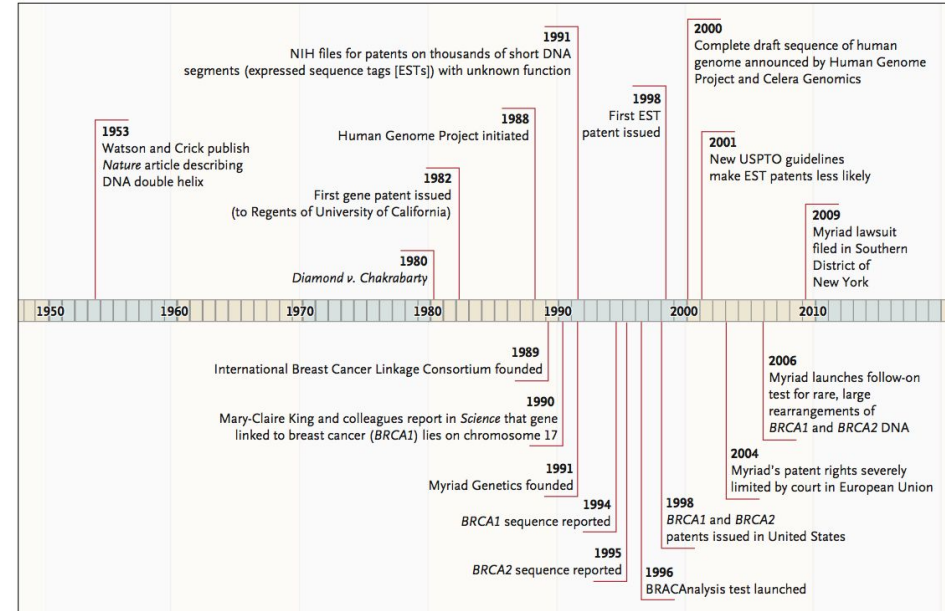 1953
Watson and Crick publish
Nature article describing
DNA double helix
1980
Diamond v. Chakrabarty
1982
First gene patent issued
(to Regents of University of California)
1988
Human Genome Project initiated
1991
NIH files for patents on thousands of short DNA
segments (expressed sequence tags [ESTs]) with unknown function
1998
First EST
patent issued
2000
Complete draft sequence of human
genome announced by Human Genome
Project and Celera Genomics
2001
New USPTO guidelines
make EST patents less likely
2009
Myriad lawsuit
filed in Southern
District of
New York
1950 1960 1970 1980 1990 2000 2010
1989
International Breast Cancer Linkage Consortium founded
1990
Mary-Claire King and colleagues report in Science that gene
linked to breast cancer (BRCA1) lies on chromosome 17
1991
Myriad Genetics founded
1994
BRCA1 sequence reported
1995
BRCA2 sequence reported
1996
BRACAnalysis test launched
1998
BRCA1 and BRCA2
patents issued in United States
2004
Myriad's patent rights severely
limited by court in European Union
2006
Myriad launches follow-on
test for rare, large
rearrangements of
BRCA1 and BRCA2 DNA